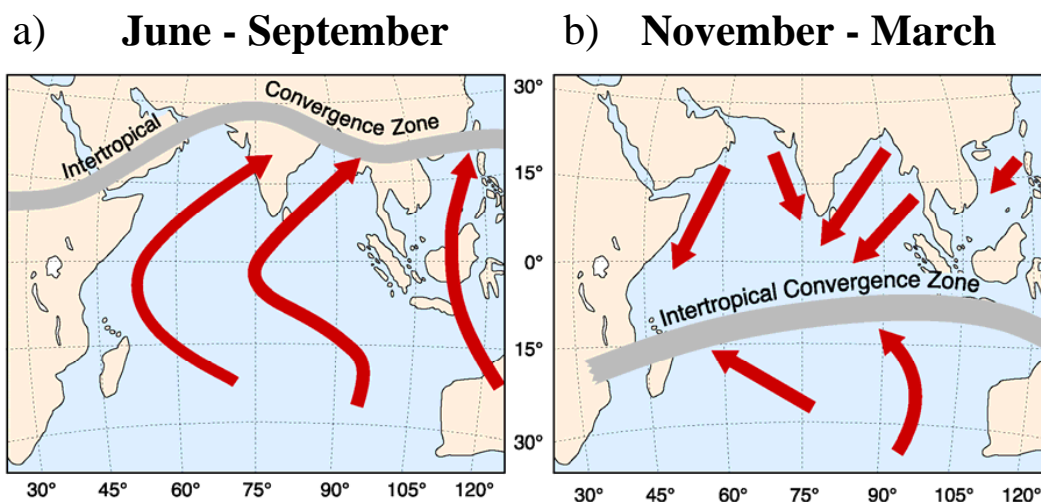 a) June - September
b) November - March
Intertropical Convergence Zone
30°
15°
0°
15°
30°
30° 45° 60° 75° 90° 105° 120°
Intertropical Convergence Zone
30° 45° 60° 75° 90° 105° 120°